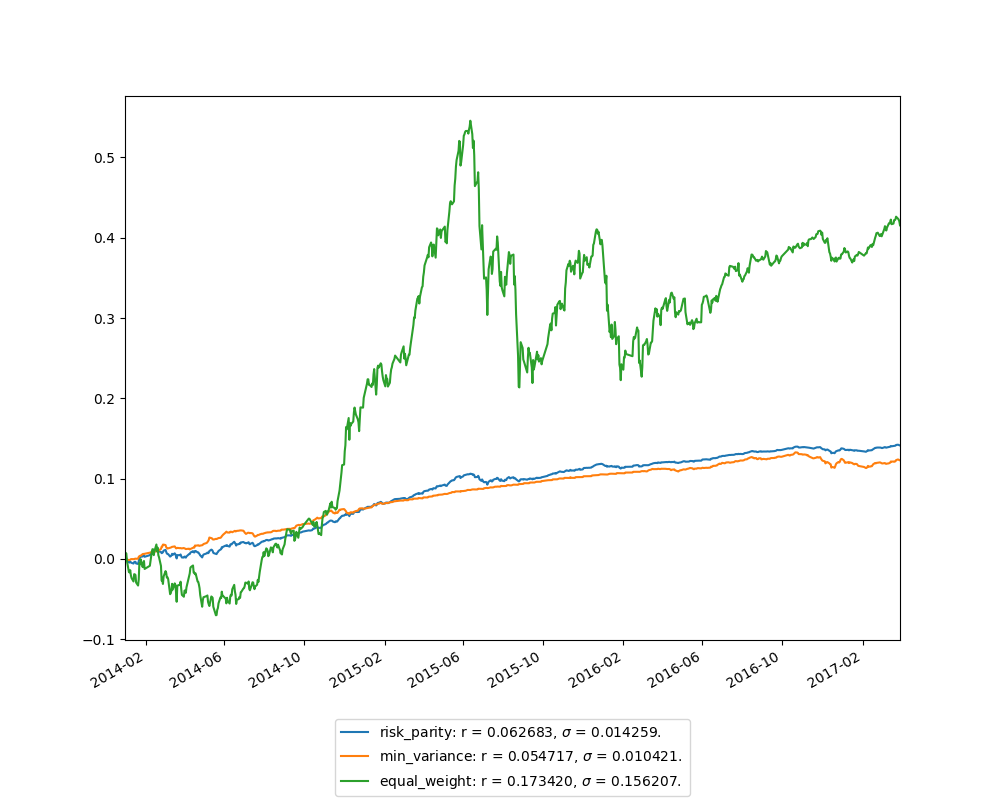 0.5
0.4
0.3
0.2
0.1
0.0
−0.1
2014-02 2014-06 2014-10 2015-02 2015-06 2015-10 2016-02 2016-06 2016-10 2017-02
risk_parity: r = 0.062683, σ = 0.014259.
min_variance: r = 0.054717, σ = 0.010421.
equal_weight: r = 0.173420, σ = 0.156207.